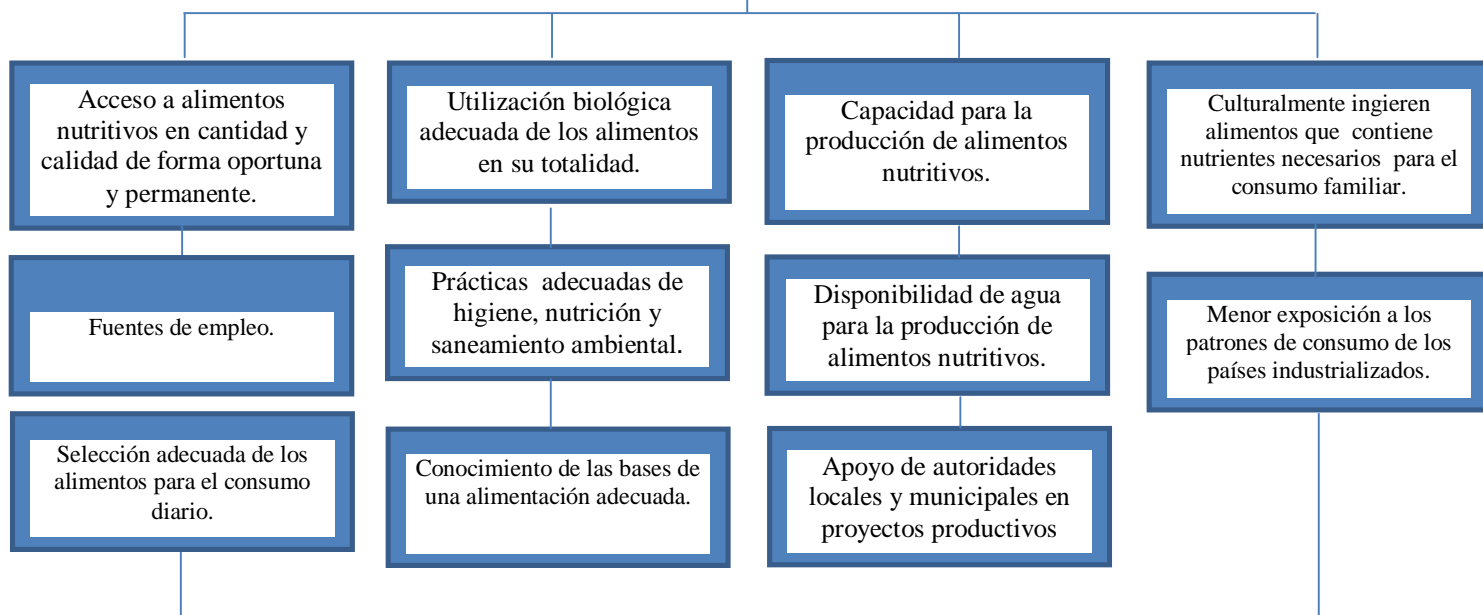 Acceso a alimentos
nutritivos en cantidad y
calidad de forma oportuna
y permanente.
Fuentes de empleo.
Selección adecuada de los
alimentos para el consumo
diario.
Utilización biológica
adecuada de los alimentos
en su totalidad.
Prácticas  adecuadas de
higiene, nutrición y
saneamiento ambiental.
Conocimiento de las bases de
una alimentación adecuada.
Capacidad para la
producción de alimentos
nutritivos.
Disponibilidad de agua
para la producción de
alimentos nutritivos.
Apoyo de autoridades
locales y municipales en
proyectos productivos
Culturalmente ingieren
alimentos que  contiene
nutrientes necesarios  para el
consumo familiar.
Menor exposición a los
patrones de consumo de los
países industrializados.